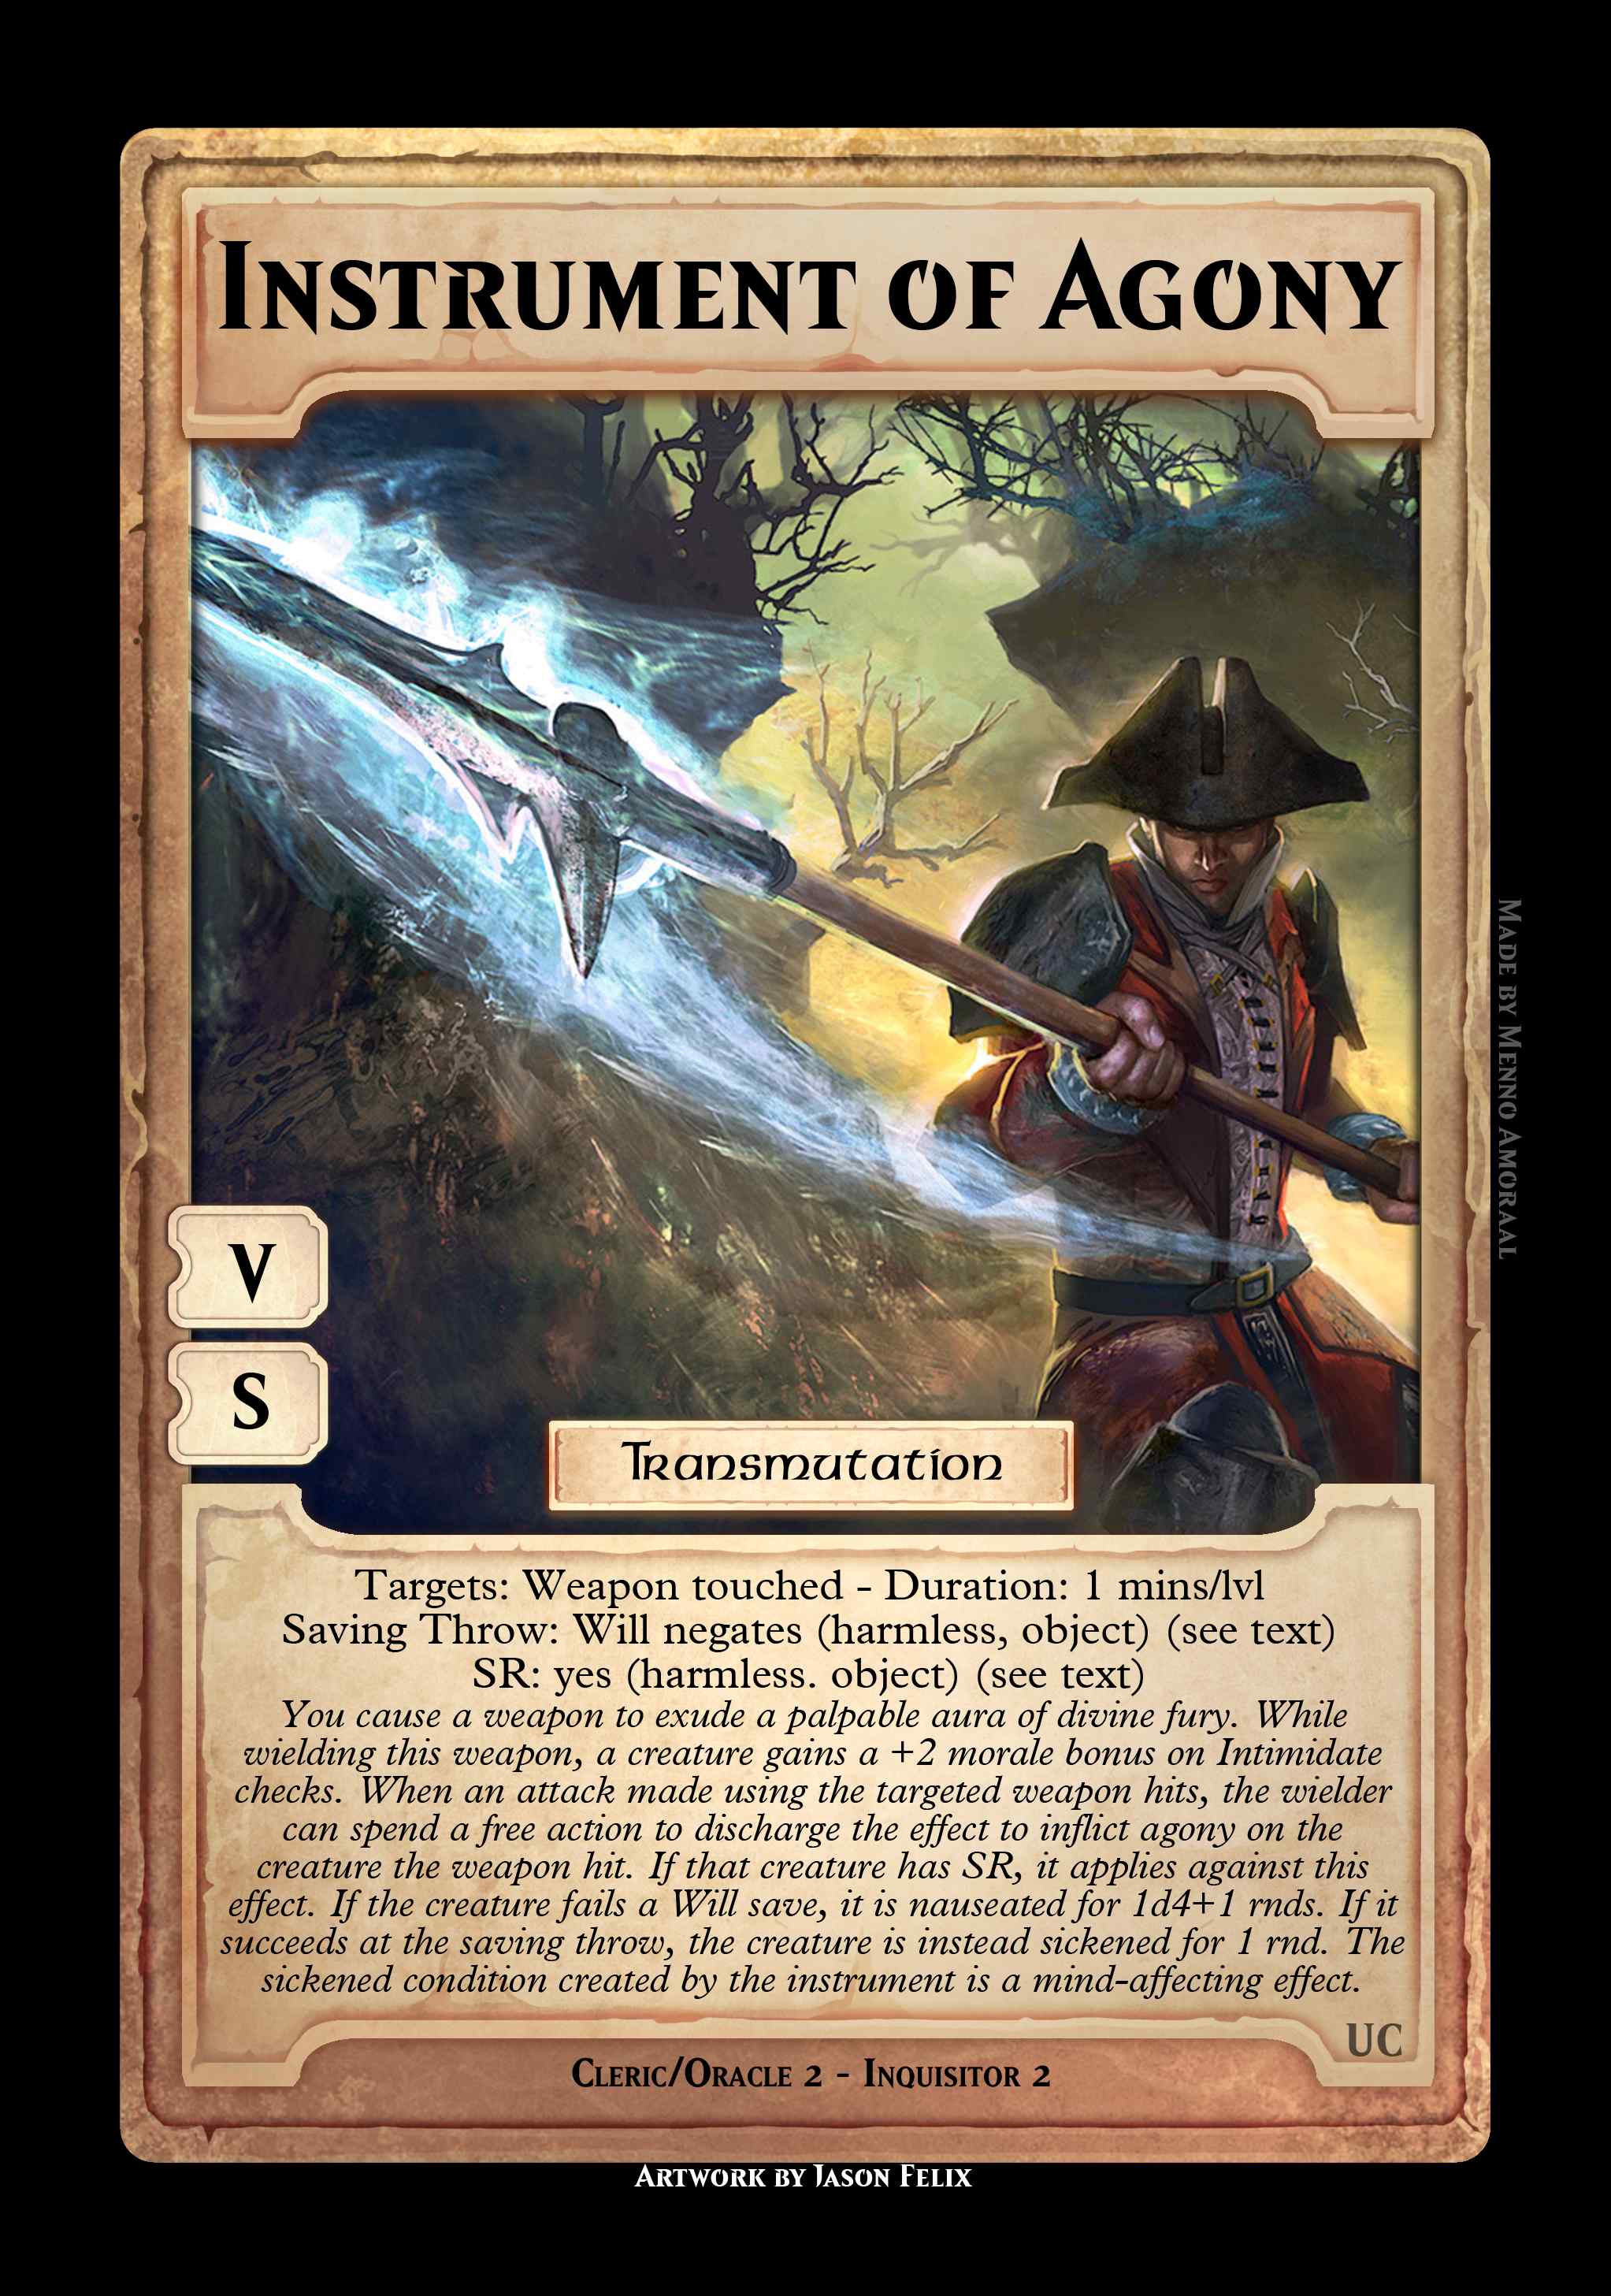 Instrument of Agony
V
S
Transmutation
Targets: Weapon touched - Duration: 1 mins/lvl
Saving Throw: Will negates (harmless, object) (see text)
SR: yes (harmless. object) (see text)
You cause a weapon to exude a palpable aura of divine fury. While
wielding this weapon, a creature gains a +2 morale bonus on Intimidate
checks. When an attack made using the targeted weapon hits, the wielder
can spend a free action to discharge the effect to inflict agony on the
creature the weapon hit. If that creature has SR, it applies against this
effect. If the creature fails a Will save, it is nauseated for 1d4+1 rnds. If it
succeeds at the saving throw, the creature is instead sickened for 1 rnd. The
sickened condition created by the instrument is a mind-affecting effect.
UC
Cleric/Oracle 2 - Inquisitor 2
Artwork by Jason Felix
Made by Menno Amoraal